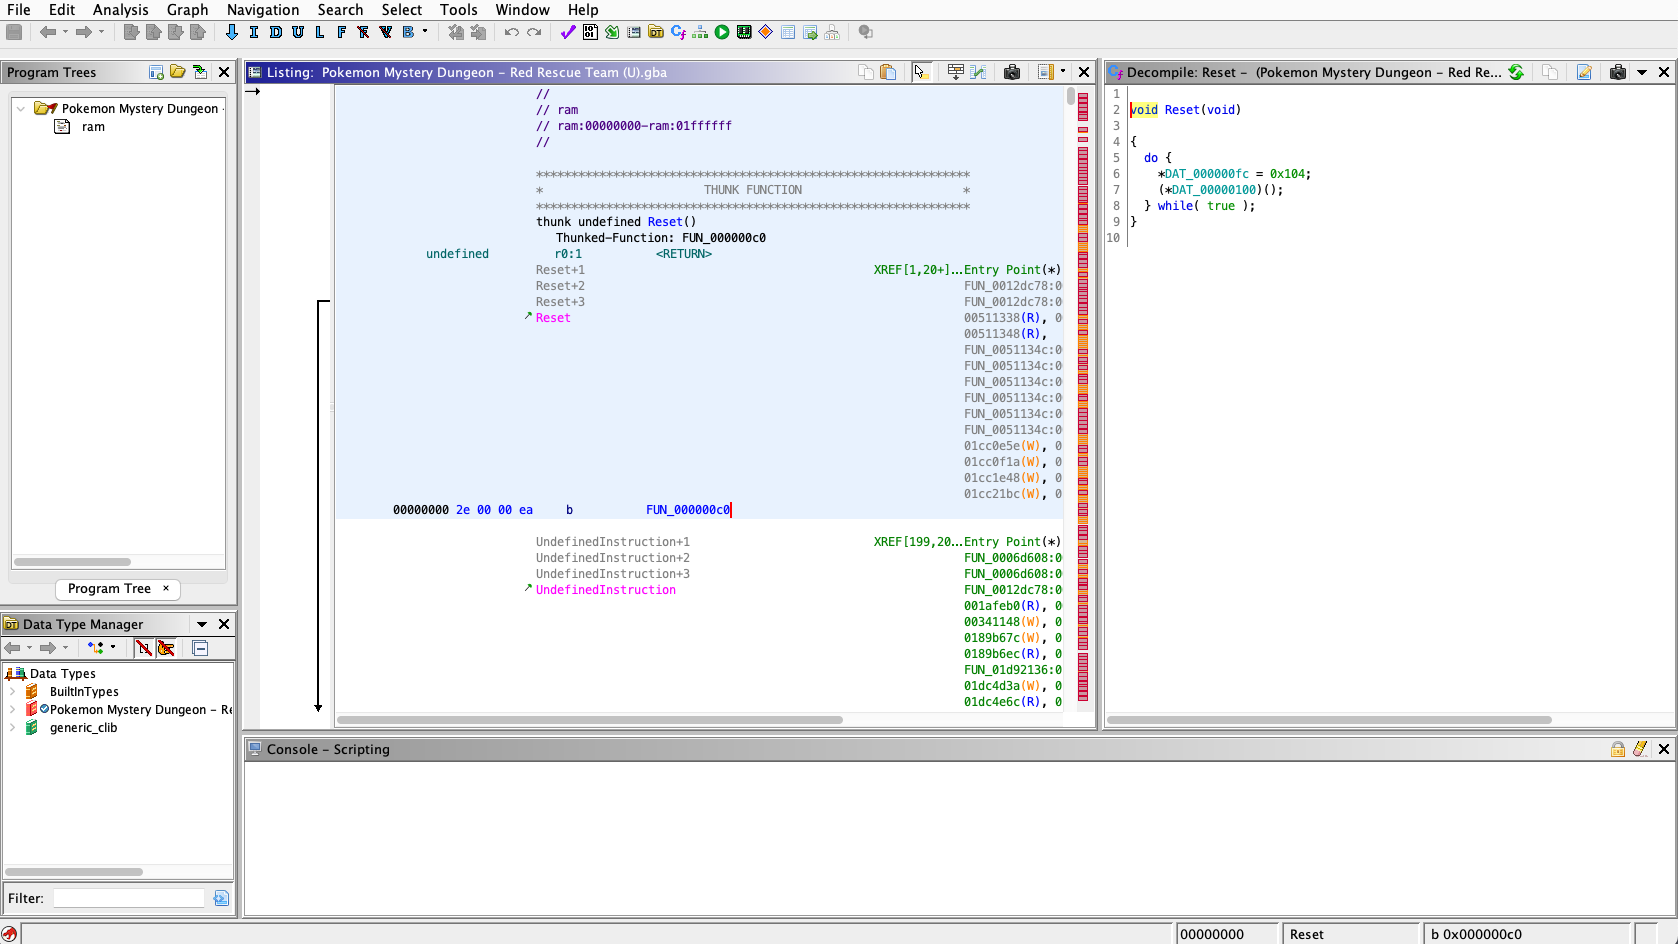 File Edit Analysis Graph Navigation Search Select Tools Window Help
I D U L F B
Program Trees
Pokemon Mystery Dungeon -
ram
Program Tree ×
Data Type Manager
Data Types
BuiltInTypes
Pokemon Mystery Dungeon - Re
generic_clib
Filter:
Listing: Pokemon Mystery Dungeon - Red Rescue Team (U).gba
//
// ram
// ram:00000000-ram:01ffffff
//
**************************************************************
* THUNK FUNCTION *
**************************************************************
thunk undefined Reset()
Thunked-Function: FUN_000000c0
undefined r0:1 <RETURN>
Reset+1 XREF[1,20+]...Entry Point(*)
Reset+2 FUN_0012dc78:0
Reset+3 FUN_0012dc78:0
Reset 00511338(R), 0
00511348(R),
FUN_0051134c:0
FUN_0051134c:0
FUN_0051134c:0
FUN_0051134c:0
FUN_0051134c:0
FUN_0051134c:0
01cc0e5e(W), 0
01cc0f1a(W), 0
01cc1e48(W), 0
01cc21bc(W), 0
00000000 2e 00 00 ea b FUN_000000c0
UndefinedInstruction+1 XREF[199,20...Entry Point(*)
UndefinedInstruction+2 FUN_0006d608:0
UndefinedInstruction+3 FUN_0006d608:0
UndefinedInstruction FUN_0012dc78:0
001afeb0(R), 0
00341148(W), 0
0189b67c(W), 0
0189b6ec(R), 0
FUN_01d92136:0
01dc4d3a(W), 0
01dc4e6c(R), 0
Decompile: Reset - (Pokemon Mystery Dungeon - Red Re...
1
2 void Reset(void)
3
4 {
5 do {
6 *DAT_000000fc = 0x104;
7 (*DAT_00000100)();
8 } while( true );
9 }
10
Console - Scripting
00000000 Reset b 0x000000c0